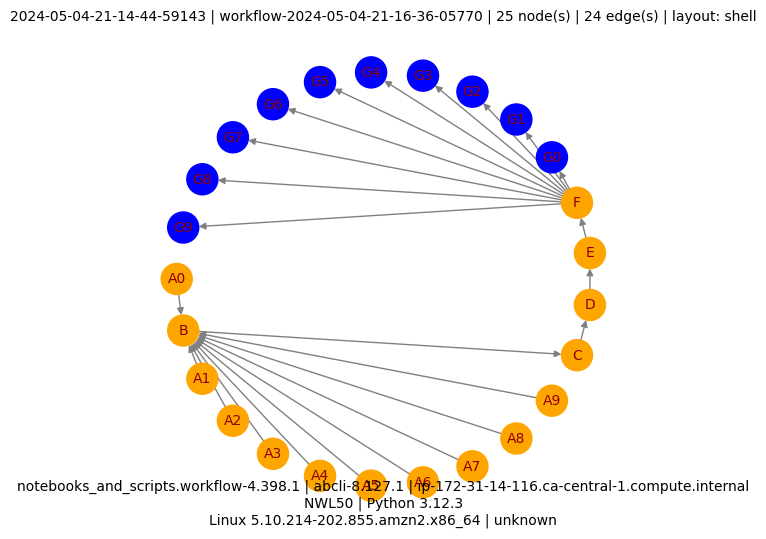 2024-05-04-21-14-44-59143 | workflow-2024-05-04-21-16-36-05770 | 25 node(s) | 24 edge(s) | layout: shell
G4
G3
G5
G2
G6
G1
G7
G0
G8
F
G9
E
A0
D
B
C
A1
A9
A2
A8
A3
A7
A4
A6
A5
notebooks_and_scripts.workflow-4.398.1 | abcli-8.127.1 | ip-172-31-14-116.ca-central-1.compute.internal
NWL50 | Python 3.12.3
Linux 5.10.214-202.855.amzn2.x86_64 | unknown